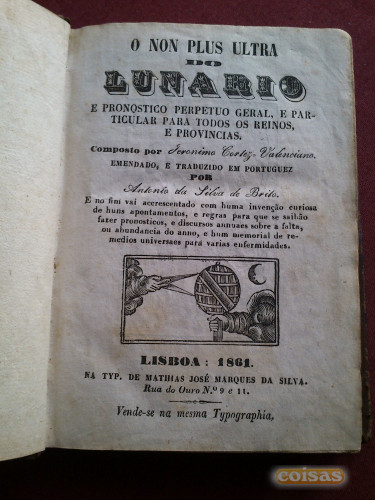 O NON PLUS ULTRA
DO
LUNARIO
E PRONOSTICO PERPETUO GERAL, E PAR-
TICULAR PARA TODOS OS REINOS,
E PROVINCIAS.
Composto por Jeronimo Cortez Valenciano.
EMENDADO, E TRADUZIDO EM PORTUGUEZ
POR
Antonio da Silva de Brito.
E no fim vai accrescentado com huma invenção curiosa
de huns apontamentos, e regras para que se saibão
fazer pronosticos, e discursos annuaes sobre a falta,
ou abundancia do anno, e hum memorial de re-
medios universaes para varias enfermidades.
LISBOA: 1861.
NA TYP. DE MATHIAS JOSÉ MARQUES DA SILVA.
Rua do Ouro N.º 9 e 11.
Vende-se na mesma Typographia.
coisas